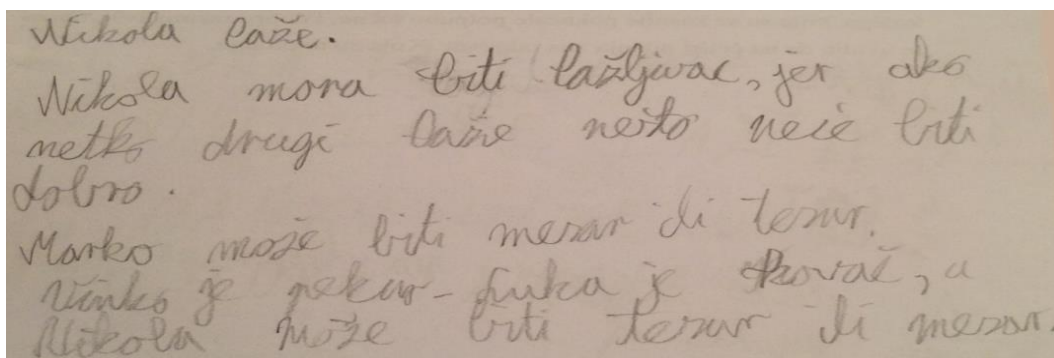 Nikola laže.
Nikola mora biti lažljivac, jer ako
netko drugi laže nešto neće biti
dobro.
Marko može biti mesar ili tesar.
Vinko je pekar. Luka je kovač, a
Nikola može biti tesar ili mesar.